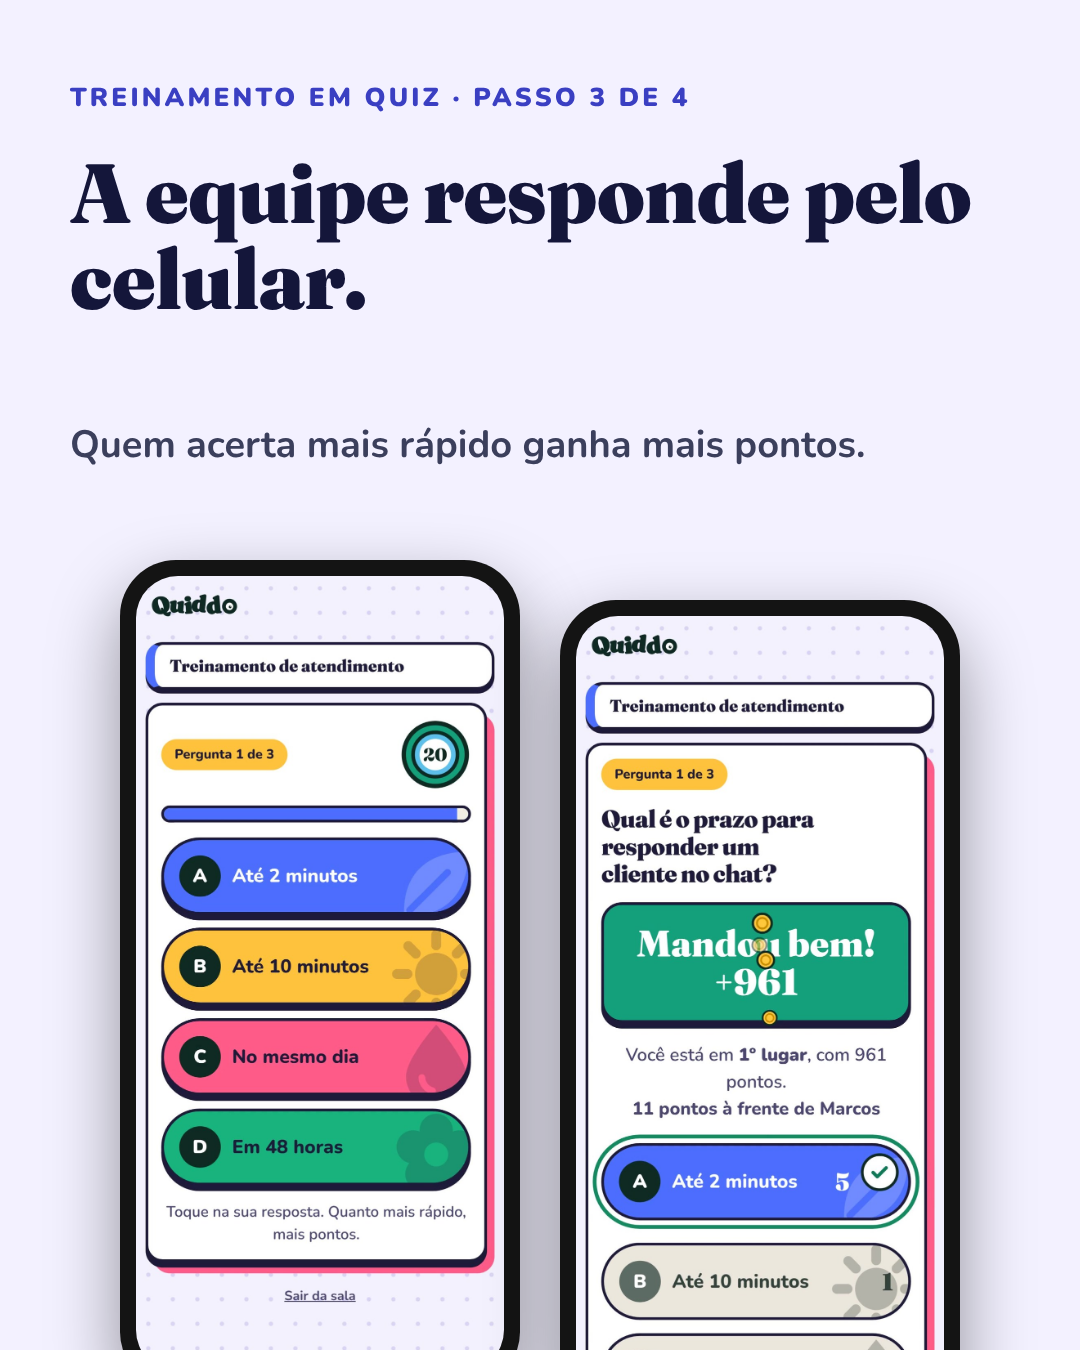 TREINAMENTO EM QUIZ · PASSO 3 DE 4
A equipe responde pelo
celular.
Quem acerta mais rápido ganha mais pontos.
Quiddo
Treinamento de atendimento
Pergunta 1 de 3
20
A Até 2 minutos
B Até 10 minutos
C No mesmo dia
D Em 48 horas
Toque na sua resposta. Quanto mais rápido,
mais pontos.
Sair da sala
Quiddo
Treinamento de atendimento
Pergunta 1 de 3
Qual é o prazo para
responder um
cliente no chat?
Mandou bem!
+961
Você está em 1º lugar, com 961
pontos.
11 pontos à frente de Marcos
A Até 2 minutos 5
B Até 10 minutos 1